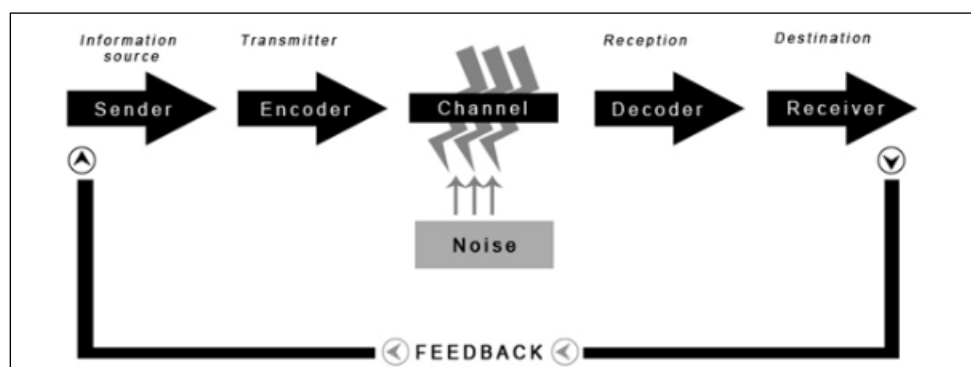 Information
source
Transmitter
Reception
Destination
Sender
Encoder
Channel
Decoder
Receiver
Noise
FEEDBACK